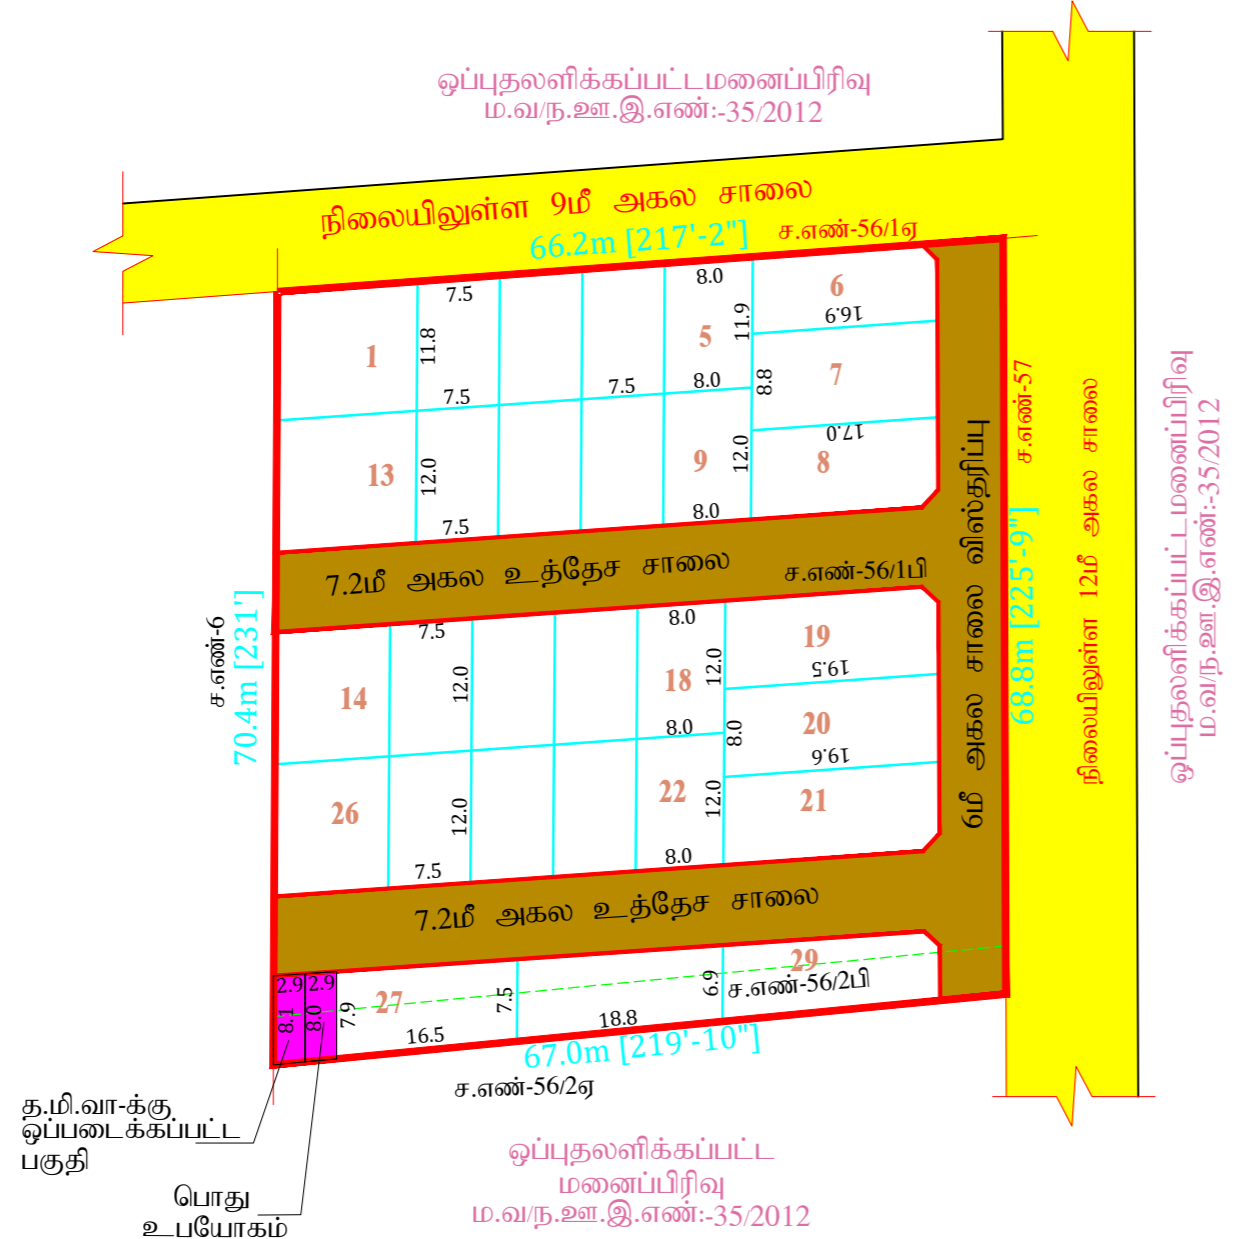 ஒப்புதலளிக்கப்பட்டமனைப்பிரிவு
ம.வ/ந.ஊ.இ.எண்:-35/2012
நிலையிலுள்ள 9மீ அகல சாலை
66.2m [217'-2"]
ச.எண்-56/1ஏ
7.5
8.0
6
16.9
1
11.8
5
11.9
7
7.5
7.5
8.0
8.8
17.0
13
12.0
9
12.0
8
7.5
8.0
7.2மீ அகல உத்தேச சாலை
ச.எண்-56/1பி
7.5
8.0
19
19.5
14
12.0
18
12.0
20
8.0
8.0
19.6
26
12.0
22
12.0
21
7.5
8.0
7.2மீ அகல உத்தேச சாலை
6மீ அகல சாலை விஸ்தரிப்பு
ச.எண்-57
68.8m [225'-9"]
நிலையிலுள்ள 12மீ அகல சாலை
ஒப்புதலளிக்கப்பட்டமனைப்பிரிவு
ம.வ/ந.ஊ.இ.எண்:-35/2012
ச.எண்-6
70.4m [231']
2.9
2.9
8.1
8.0
7.9
27
7.5
6.9
29
ச.எண்-56/2பி
16.5
18.8
67.0m [219'-10"]
ச.எண்-56/2ஏ
த.மி.வா-க்கு
ஒப்படைக்கப்பட்ட
பகுதி
பொது
உபயோகம்
ஒப்புதலளிக்கப்பட்ட
மனைப்பிரிவு
ம.வ/ந.ஊ.இ.எண்:-35/2012